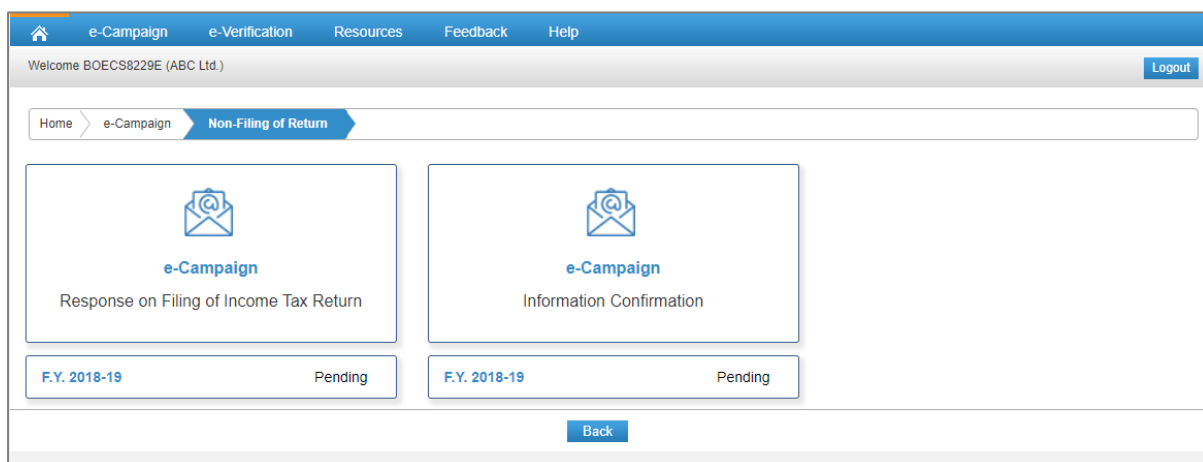 e-Campaign e-Verification Resources Feedback Help
Welcome BOECS8229E (ABC Ltd.) Logout
Home e-Campaign Non-Filing of Return
e-Campaign
Response on Filing of Income Tax Return
F.Y. 2018-19 Pending
e-Campaign
Information Confirmation
F.Y. 2018-19 Pending
Back